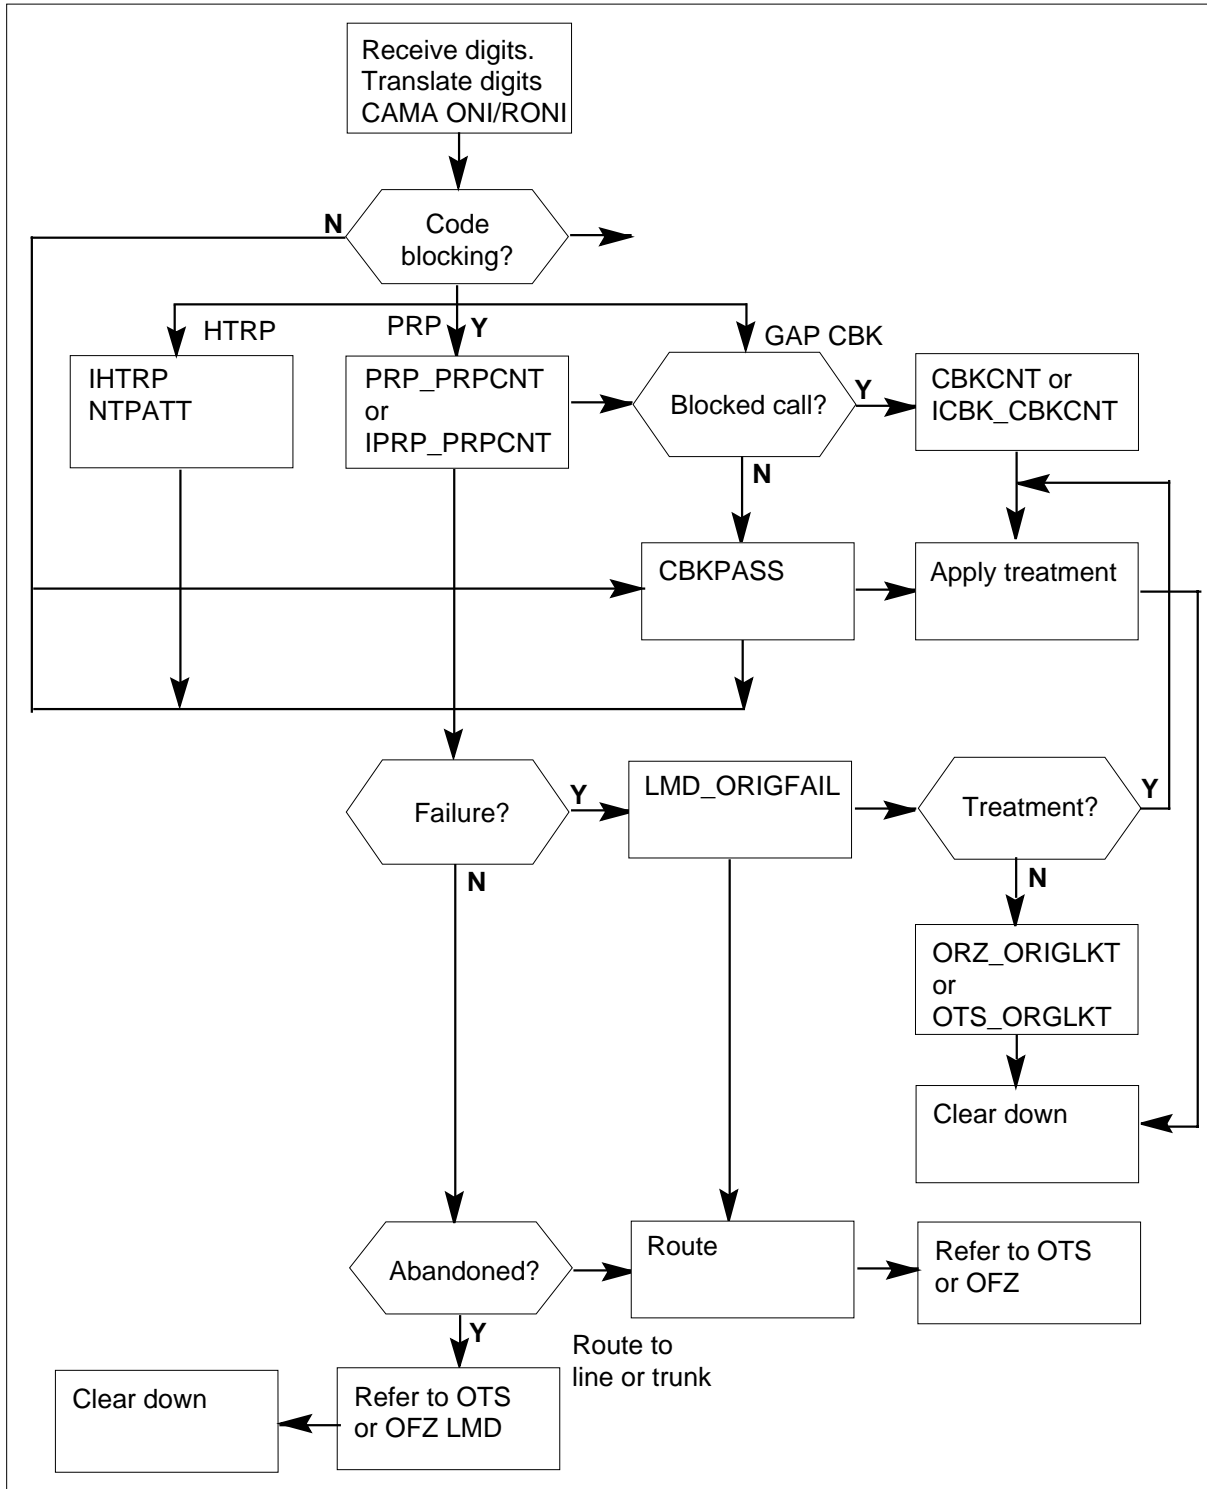 Receive digits.
Translate digits
CAMA ONI/RONI
N
Code
blocking?
HTRP
PRP
Y
GAP CBK
IHTRP
NTPATT
PRP_PRPCNT
or
IPRP_PRPCNT
Blocked call?
Y
CBKCNT or
ICBK_CBKCNT
N
CBKPASS
Apply treatment
Failure?
Y
LMD_ORIGFAIL
Treatment?
Y
N
N
ORZ_ORIGLKT
or
OTS_ORGLKT
Clear down
Abandoned?
Route
Refer to OTS
or OFZ
Y
Route to
line or trunk
Clear down
Refer to OTS
or OFZ LMD